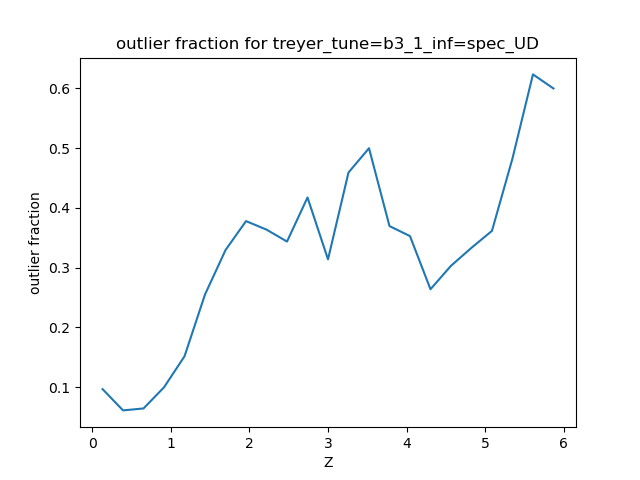 outlier fraction for treyer_tune=b3_1_inf=spec_UD
outlier fraction
0.6
0.5
0.4
0.3
0.2
0.1
0 1 2 3 4 5 6
Z